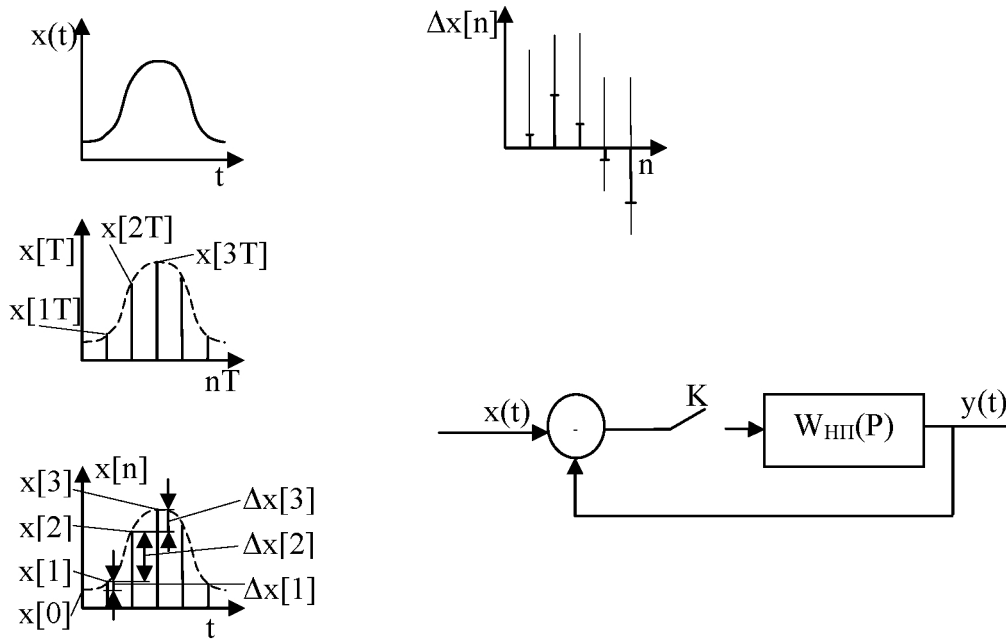 x(t)
t
Δx[n]
n
x[2T]
x[T]
x[3T]
x[1T]
nT
x(t)
-
K
WНП(P)
y(t)
x[n]
x[3]
Δx[3]
x[2]
Δx[2]
x[1]
Δx[1]
x[0]
t